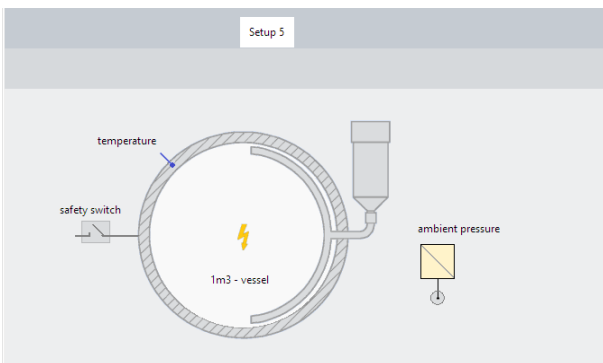 Setup 5
temperature
safety switch
ambient pressure
1m3 - vessel